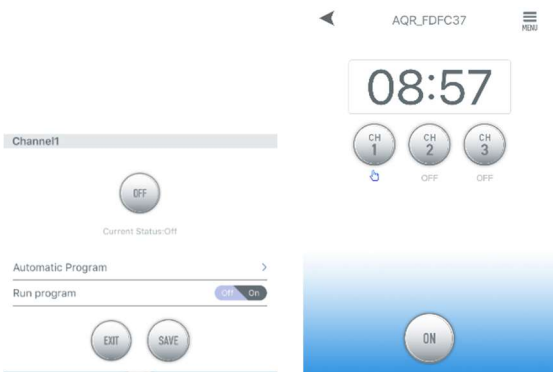 Channel1
OFF
Current Status:Off
Automatic Program
Run program Off On
EXIT SAVE
AQR_FDFC37
MENU
08:57
CH 1 CH 2 CH 3
OFF OFF
ON